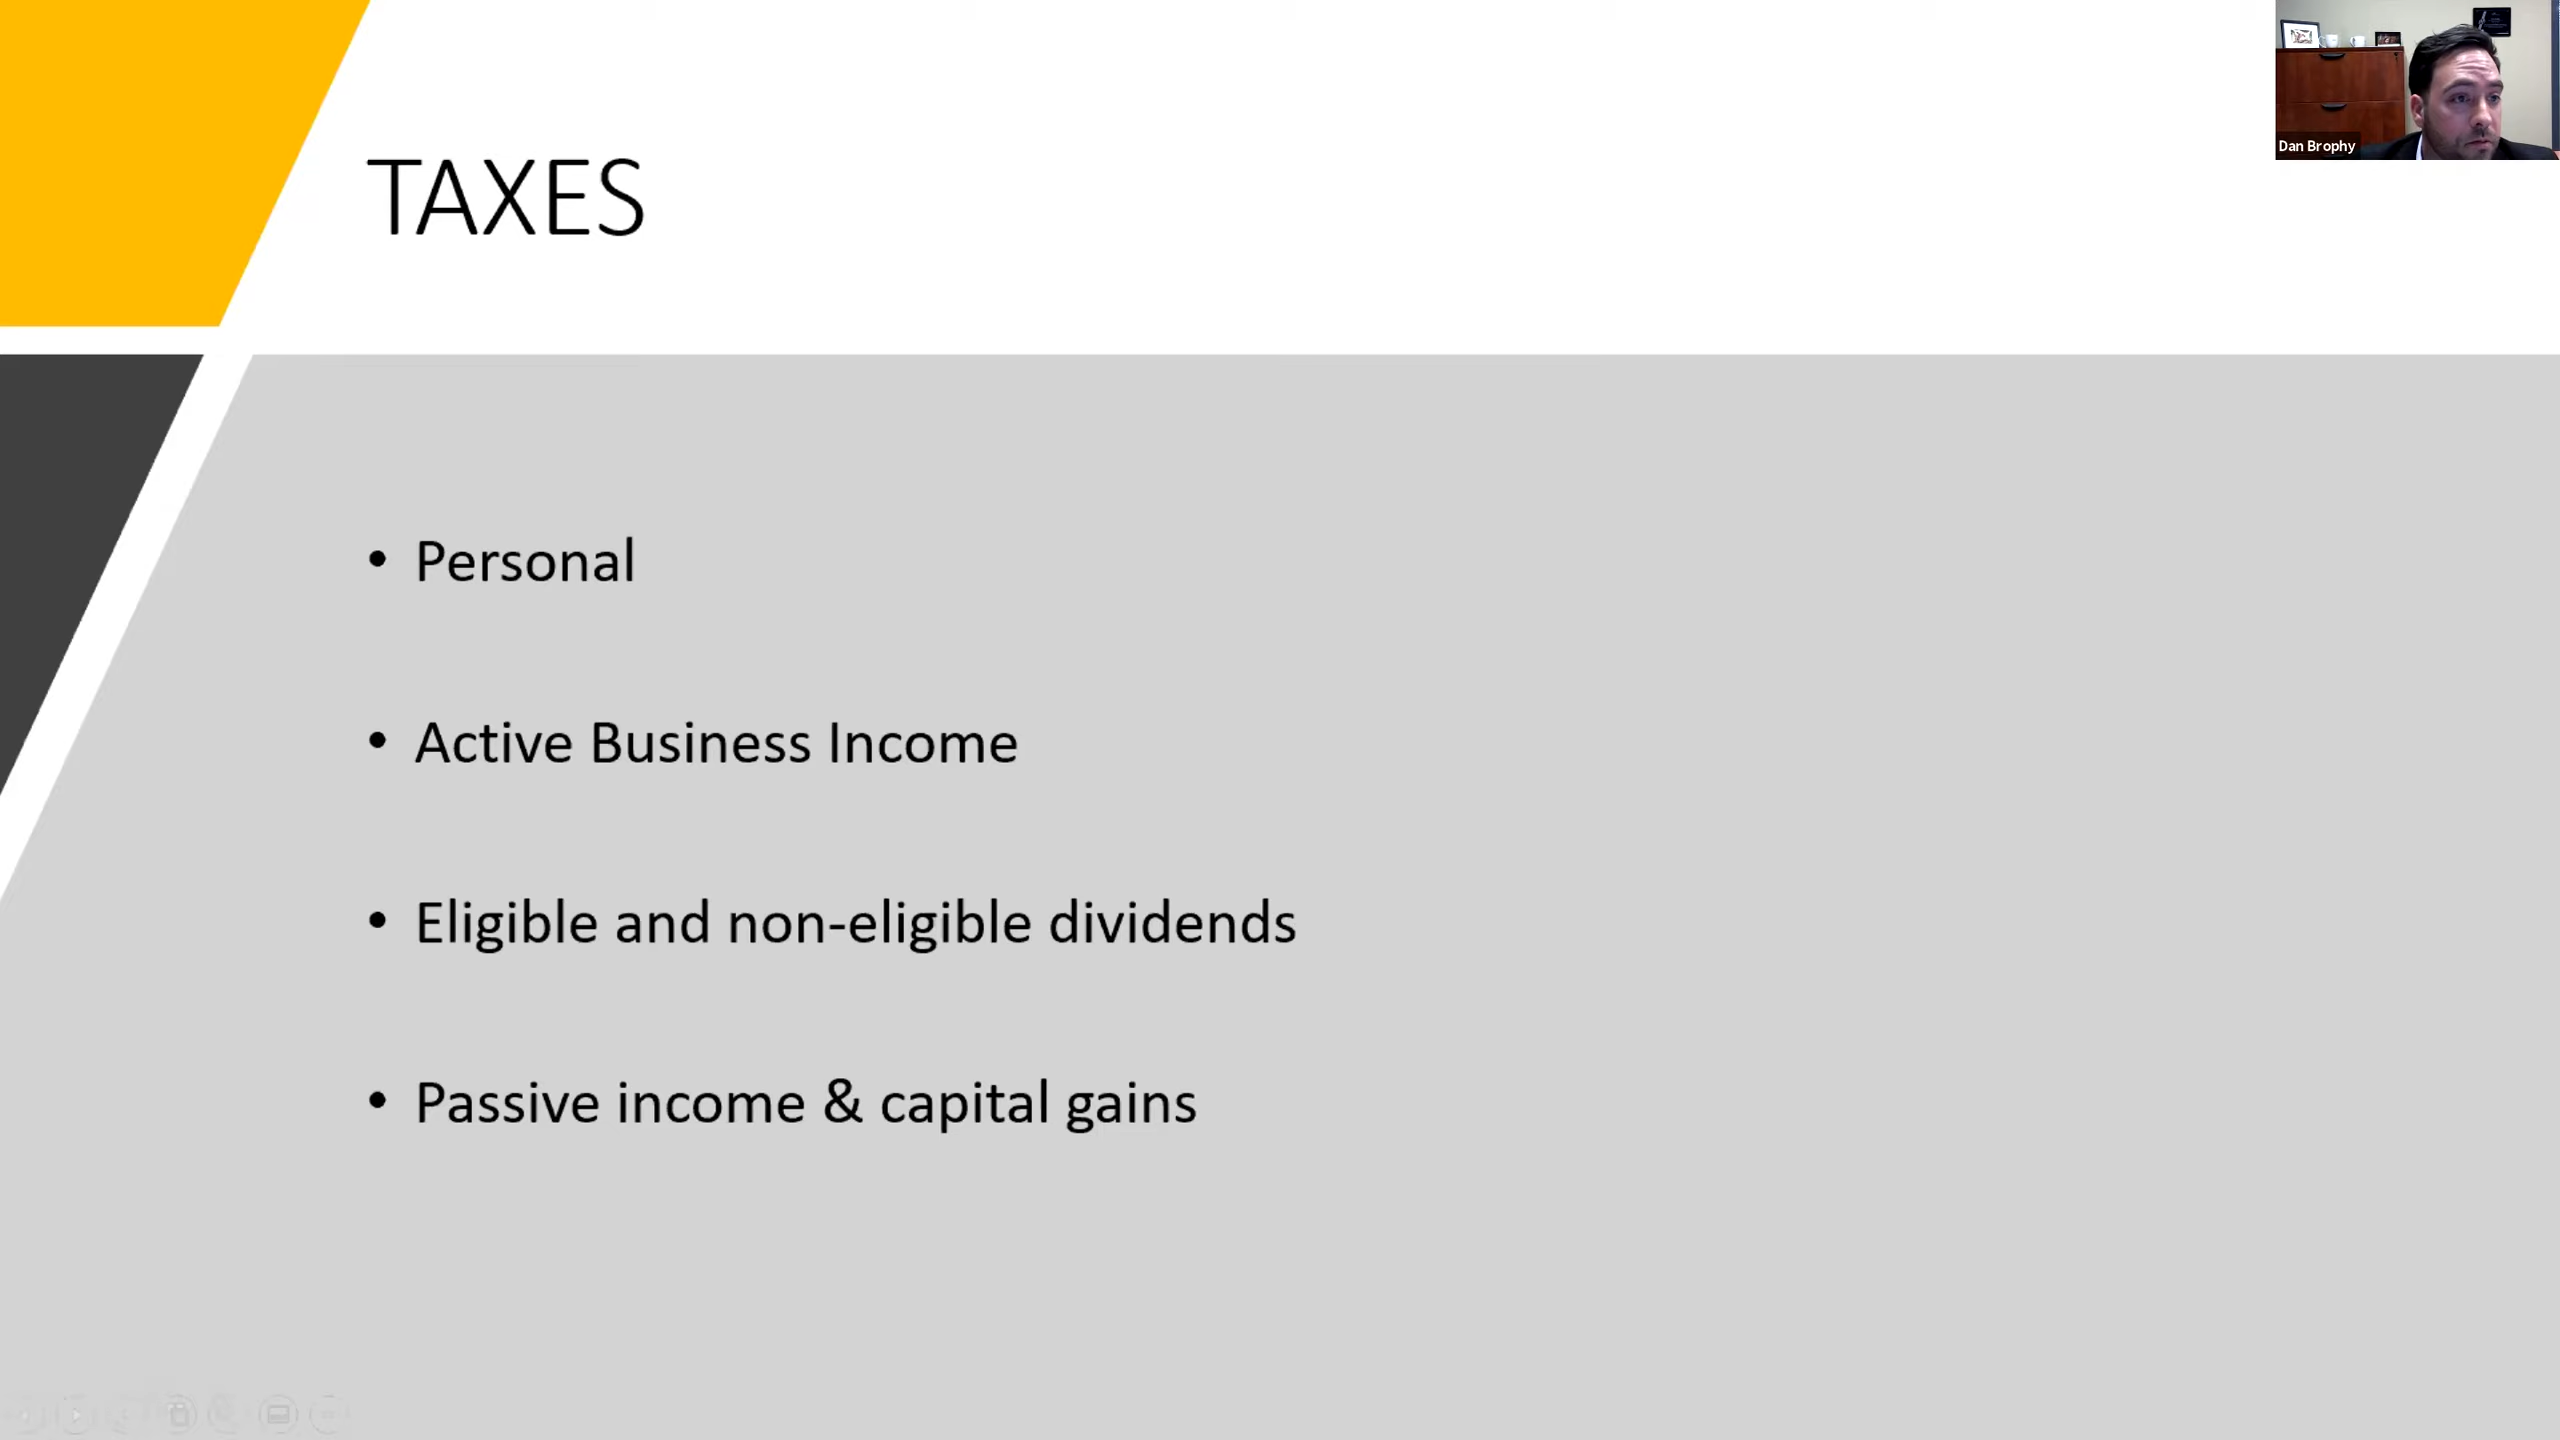 Dan Brophy
TAXES
• Personal
• Active Business Income
• Eligible and non-eligible dividends
• Passive income & capital gains